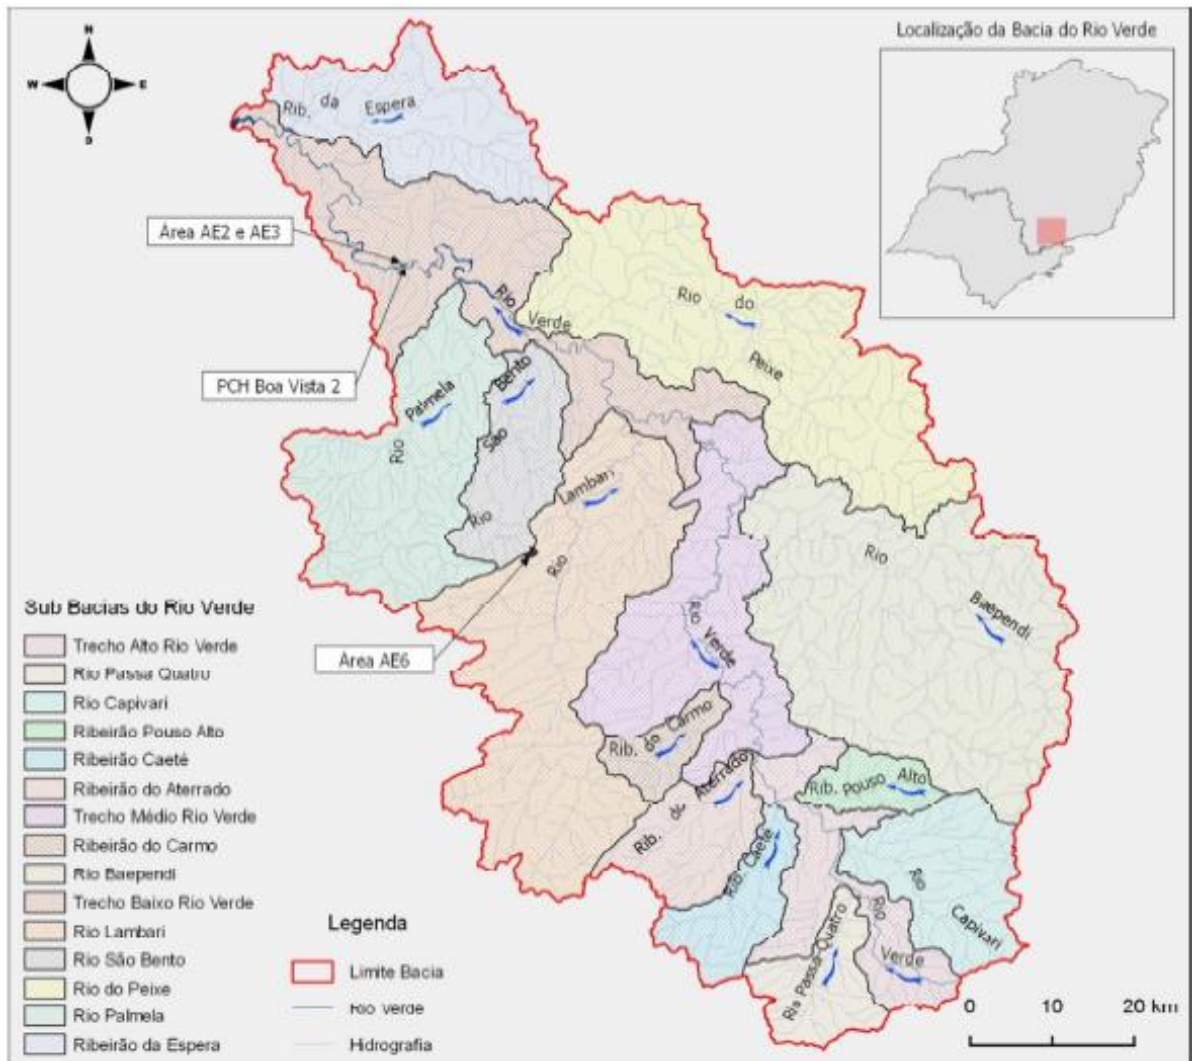 N
W
E
D
Localização da Bacia do Rio Verde
Rib. da Espera
Área AE2 e AE3
Rio Verde
Rio do Peixe
PCH Boa Vista 2
Rio Palmela
Rio São Bento
Rio Lambari
Rio Baependi
Área AE6
Rio Verde
Rib. do Carmo
Rib. do Aterrado
Rib. Pouso Alto
Rib. Caete
Rio Capivari
Rio Passa Quatro
Rio Verde
Sub Bacias do Rio Verde
Trecho Alto Rio Verde
Rio Passa Quatro
Rio Capivari
Ribeirão Pouso Alto
Ribeirão Caeté
Ribeirão do Aterrado
Trecho Médio Rio Verde
Ribeirão do Carmo
Rio Baependi
Trecho Baixo Rio Verde
Rio Lambari
Rio São Bento
Rio do Peixe
Rio Palmela
Ribeirão da Espera
Legenda
Limite Bacia
Rio Verde
Hidrografia
0 10 20 km